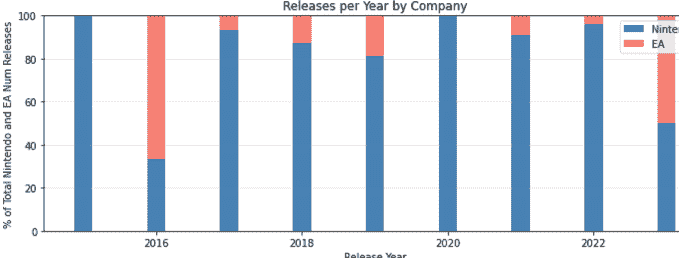 Releases per Year by Company
% of Total Nintendo and EA Num Releases
100
80
60
40
20
0
Ninte
EA
2016
2018
2020
2022
Release Year